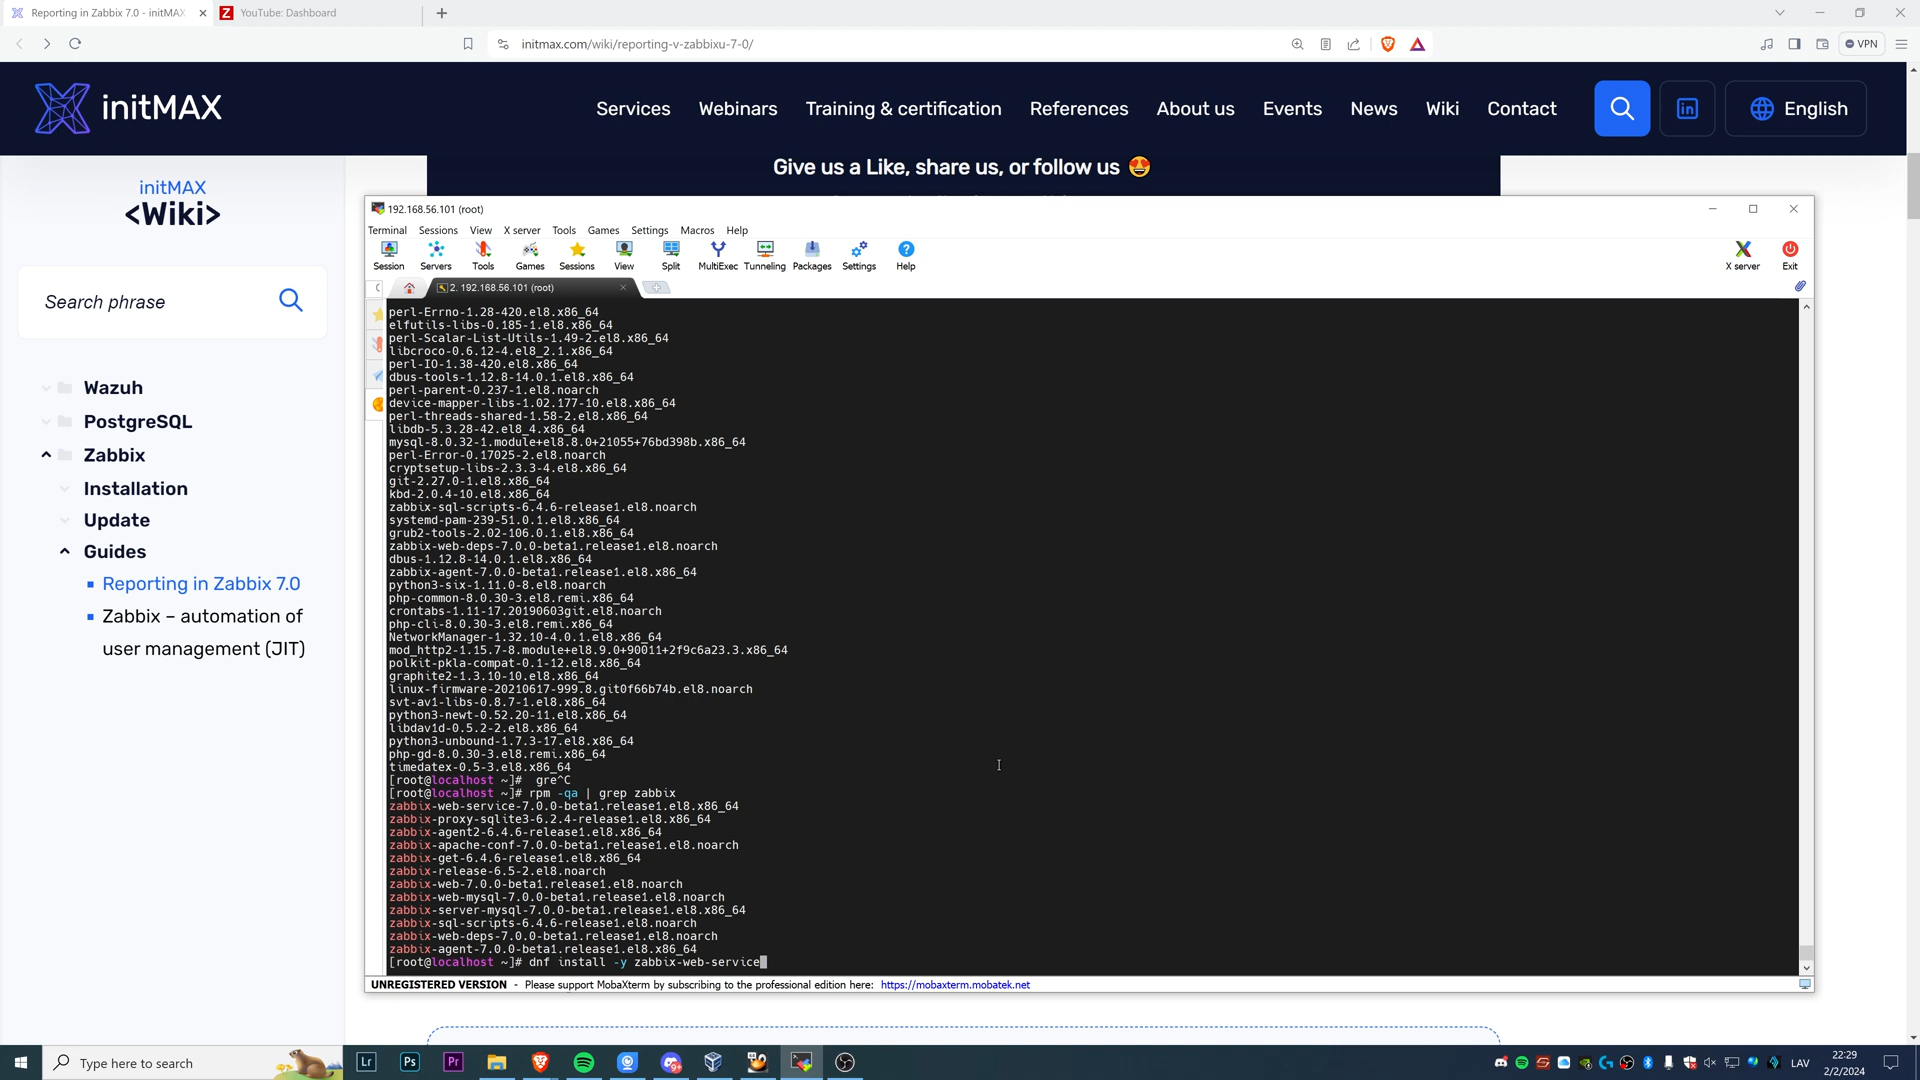 Reporting in Zabbix 7.0 - initMAX
YouTube: Dashboard
initmax.com/wiki/reporting-v-zabbixu-7-0/
VPN
initMAX
Services
Webinars
Training & certification
References
About us
Events
News
Wiki
Contact
English
Give us a Like, share us, or follow us 😍
initMAX
<Wiki>
Search phrase
Wazuh
PostgreSQL
Zabbix
Installation
Update
Guides
Reporting in Zabbix 7.0
Zabbix – automation of
user management (JIT)
192.168.56.101 (root)
Terminal Sessions View X server Tools Games Settings Macros Help
Session Servers Tools Games Sessions View Split MultiExec Tunneling Packages Settings Help
X server Exit
2. 192.168.56.101 (root)
perl-Errno-1.28-420.el8.x86_64
elfutils-libs-0.185-1.el8.x86_64
perl-Scalar-List-Utils-1.49-2.el8.x86_64
libcroco-0.6.12-4.el8_2.1.x86_64
perl-IO-1.38-420.el8.x86_64
dbus-tools-1.12.8-14.0.1.el8.x86_64
perl-parent-0.237-1.el8.noarch
device-mapper-libs-1.02.177-10.el8.x86_64
perl-threads-shared-1.58-2.el8.x86_64
libdb-5.3.28-42.el8_4.x86_64
mysql-8.0.32-1.module+el8.8.0+21055+76bd398b.x86_64
perl-Error-0.17025-2.el8.noarch
cryptsetup-libs-2.3.3-4.el8.x86_64
git-2.27.0-1.el8.x86_64
kbd-2.0.4-10.el8.x86_64
zabbix-sql-scripts-6.4.6-release1.el8.noarch
systemd-pam-239-51.0.1.el8.x86_64
grub2-tools-2.02-106.0.1.el8.x86_64
zabbix-web-deps-7.0.0-beta1.release1.el8.noarch
dbus-1.12.8-14.0.1.el8.x86_64
zabbix-agent-7.0.0-beta1.release1.el8.x86_64
python3-six-1.11.0-8.el8.noarch
php-common-8.0.30-3.el8.remi.x86_64
crontabs-1.11-17.20190603git.el8.noarch
php-cli-8.0.30-3.el8.remi.x86_64
NetworkManager-1.32.10-4.0.1.el8.x86_64
mod_http2-1.15.7-8.module+el8.9.0+90011+2f9c6a23.3.x86_64
polkit-pkla-compat-0.1-12.el8.x86_64
graphite2-1.3.10-10.el8.x86_64
linux-firmware-20210617-999.8.git0f66b74b.el8.noarch
svt-av1-libs-0.8.7-1.el8.x86_64
python3-newt-0.52.20-11.el8.x86_64
libdav1d-0.5.2-2.el8.x86_64
python3-unbound-1.7.3-17.el8.x86_64
php-gd-8.0.30-3.el8.remi.x86_64
timedatex-0.5-3.el8.x86_64
[root@localhost ~]#  gre^C
[root@localhost ~]# rpm -qa | grep zabbix
zabbix-web-service-7.0.0-beta1.release1.el8.x86_64
zabbix-proxy-sqlite3-6.2.4-release1.el8.x86_64
zabbix-agent2-6.4.6-release1.el8.x86_64
zabbix-apache-conf-7.0.0-beta1.release1.el8.noarch
zabbix-get-6.4.6-release1.el8.x86_64
zabbix-release-6.5-2.el8.noarch
zabbix-web-7.0.0-beta1.release1.el8.noarch
zabbix-web-mysql-7.0.0-beta1.release1.el8.noarch
zabbix-server-mysql-7.0.0-beta1.release1.el8.x86_64
zabbix-sql-scripts-6.4.6-release1.el8.noarch
zabbix-web-deps-7.0.0-beta1.release1.el8.noarch
zabbix-agent-7.0.0-beta1.release1.el8.x86_64
[root@localhost ~]# dnf install -y zabbix-web-service
UNREGISTERED VERSION - Please support MobaXterm by subscribing to the professional edition here: https://mobaxterm.mobatek.net
Type here to search
Lr
Ps
Pr
LAV
22:29
2/2/2024